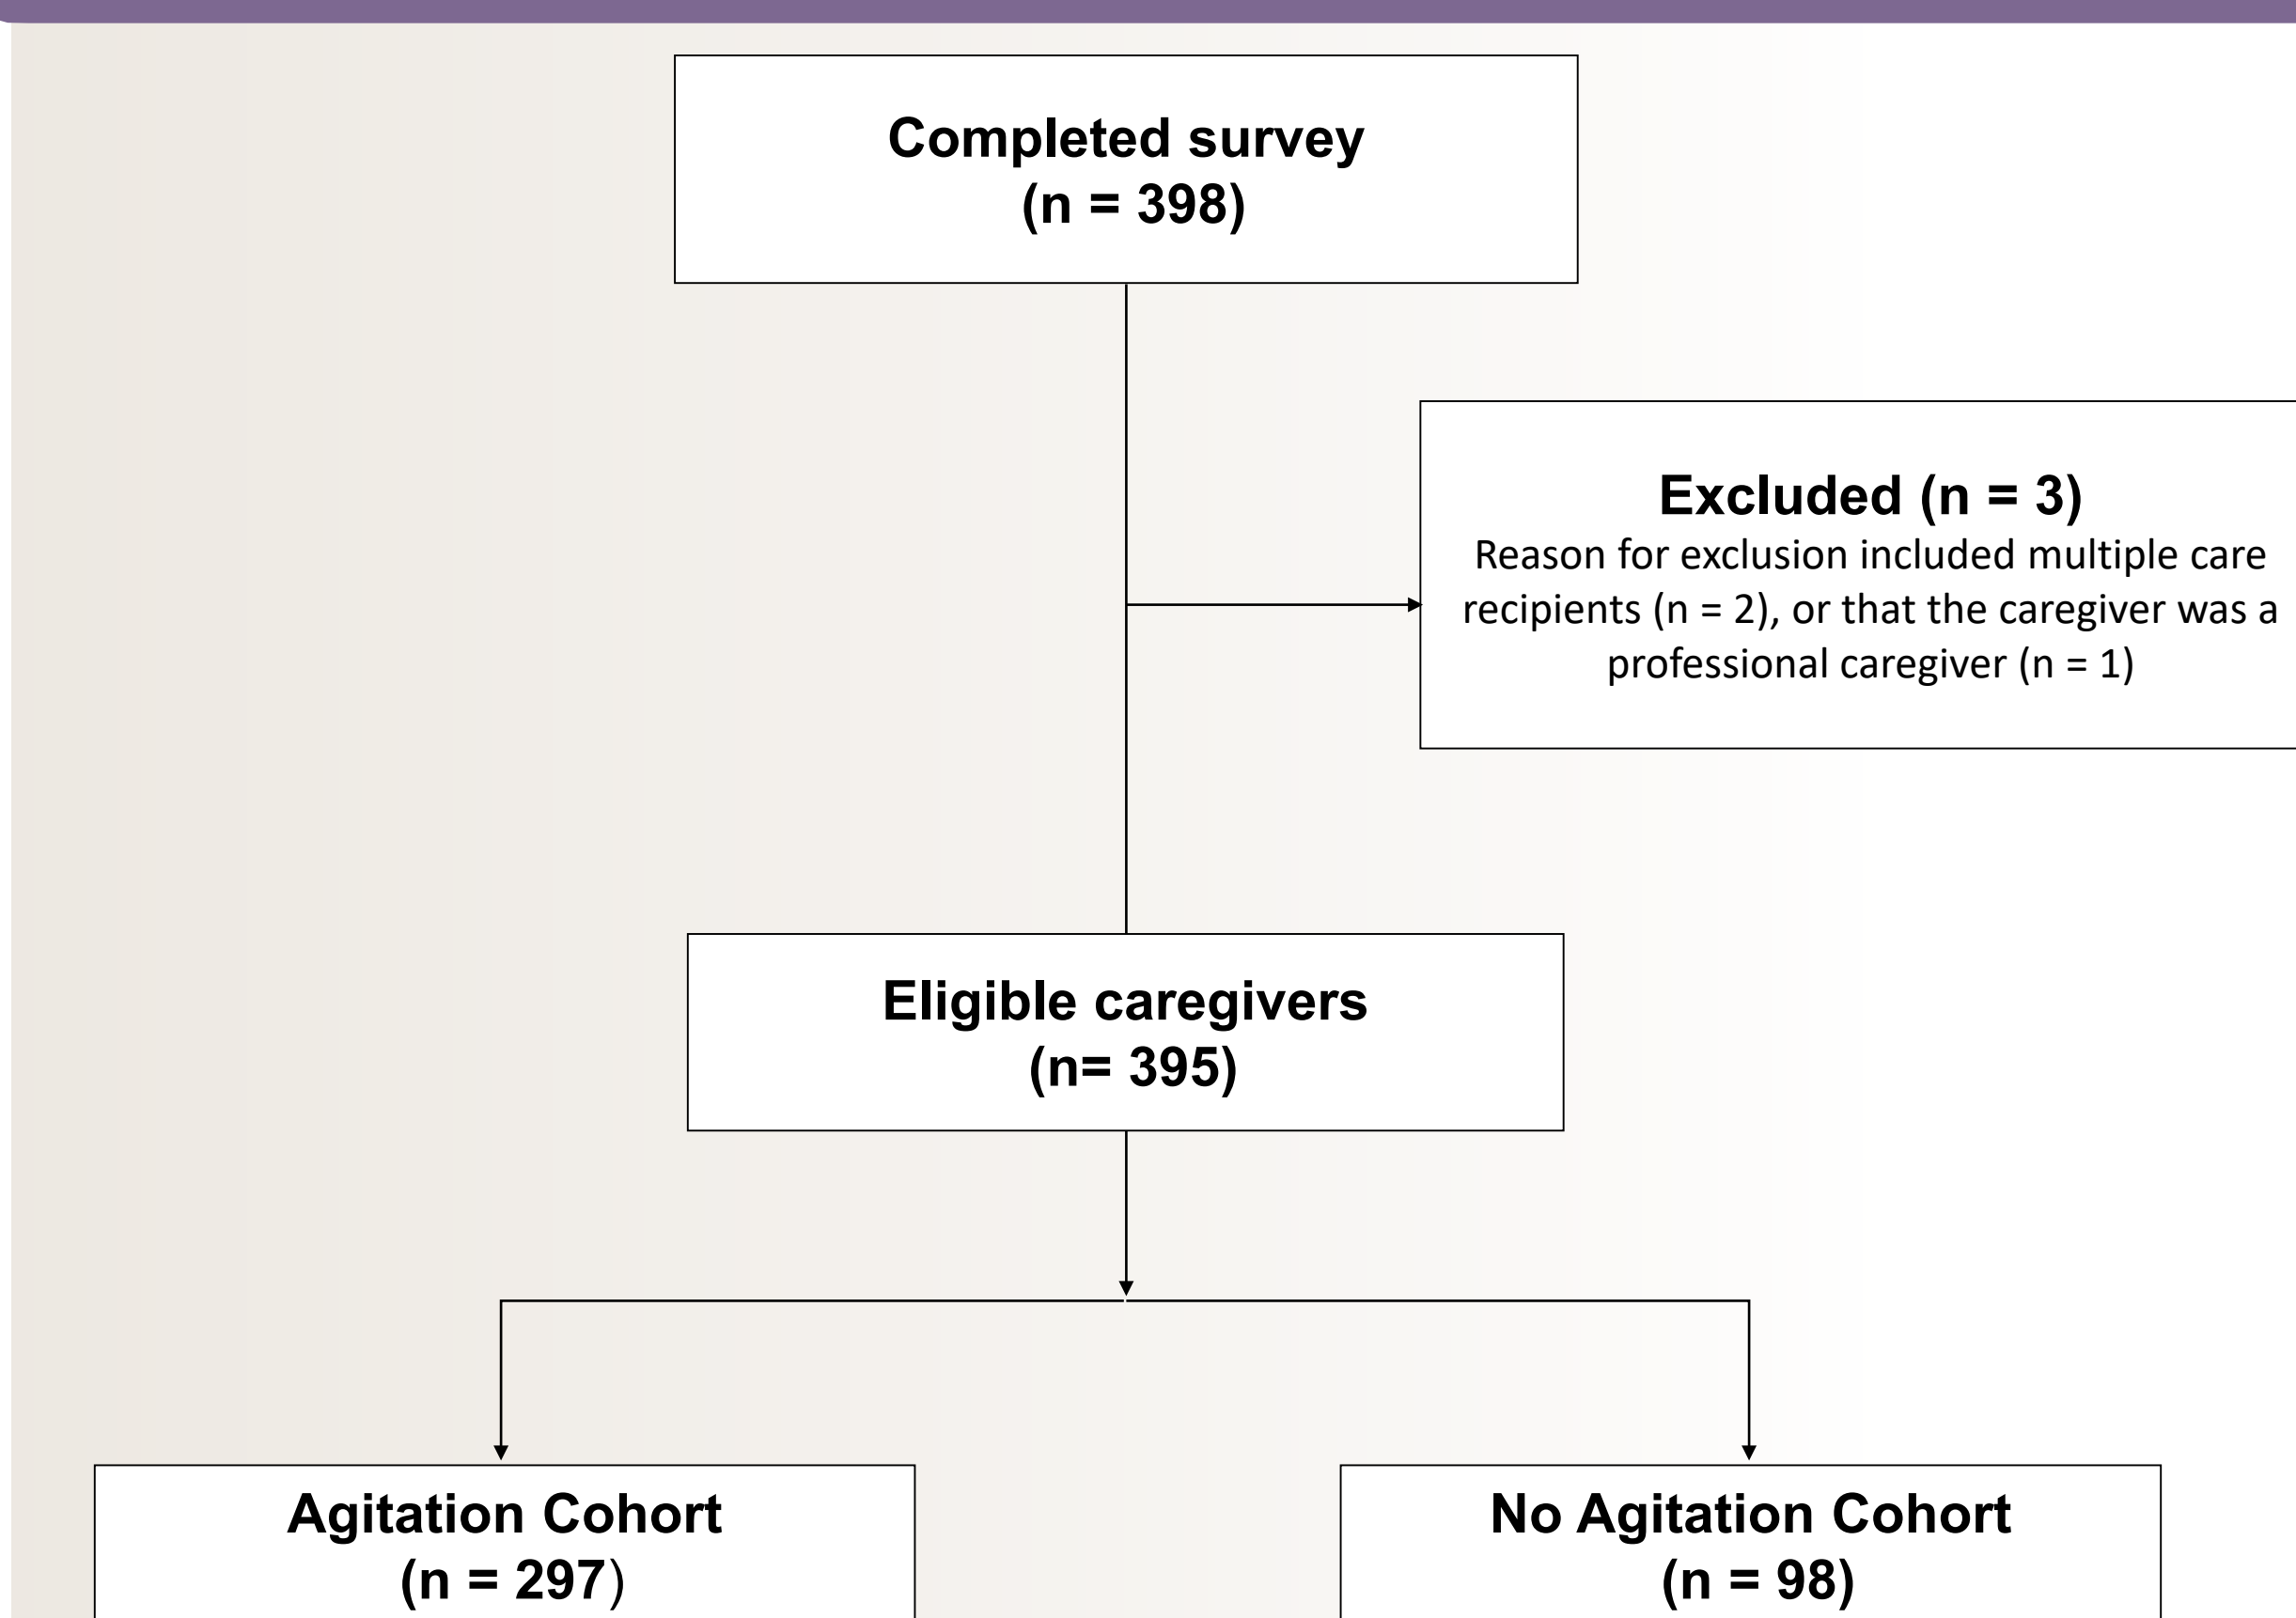 Completed survey
(n = 398)
Excluded (n = 3)
Reason for exclusion included multiple care
recipients (n = 2), or that the caregiver was a
professional caregiver (n = 1)
Eligible caregivers
(n= 395)
Agitation Cohort
(n = 297)
No Agitation Cohort
(n = 98)